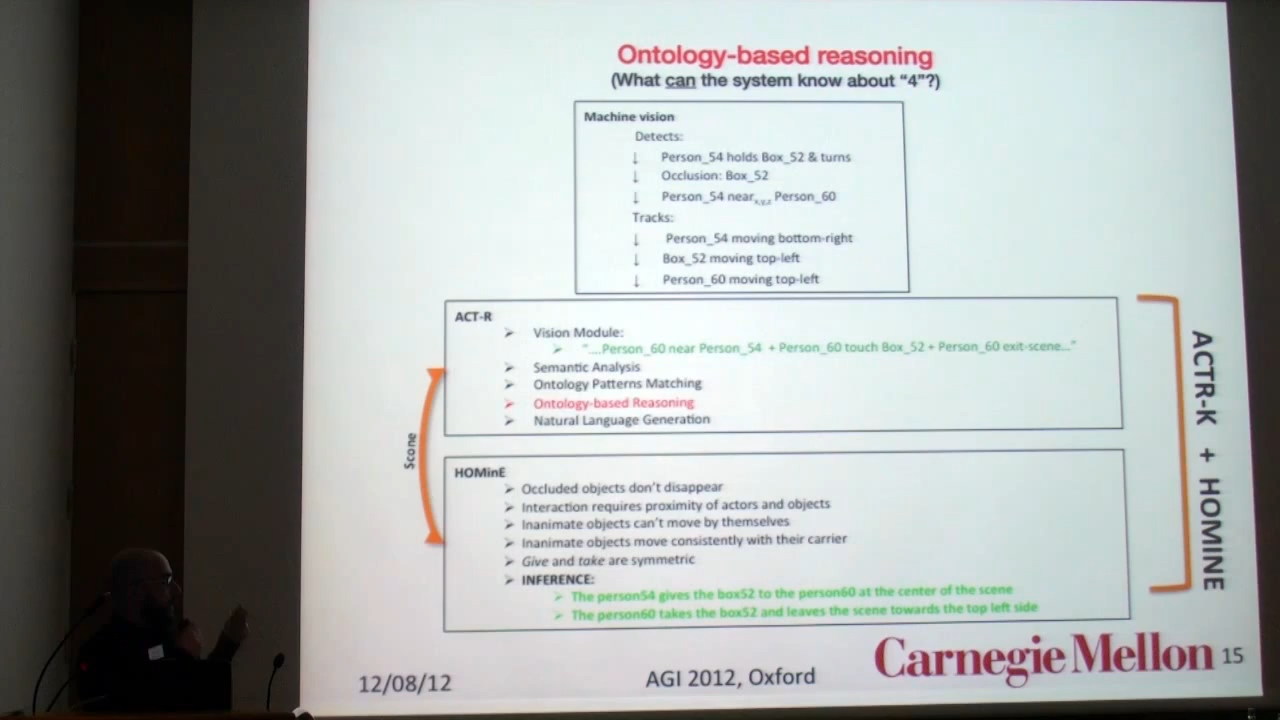 Ontology-based reasoning
(What can the system know about “4”?)
Machine vision
Detects:
↓ Person_54 holds Box_52 & turns
↓ Occlusion: Box_52
↓ Person_54 near x,y,z Person_60
Tracks:
↓ Person_54 moving bottom-right
↓ Box_52 moving top-left
↓ Person_60 moving top-left
ACT-R
➢ Vision Module:
➢ “....Person_60 near Person_54 + Person_60 touch Box_52 + Person_60 exit-scene...”
➢ Semantic Analysis
➢ Ontology Patterns Matching
➢ Ontology-based Reasoning
➢ Natural Language Generation
Scone
HOMinE
➢ Occluded objects don’t disappear
➢ Interaction requires proximity of actors and objects
➢ Inanimate objects can’t move by themselves
➢ Inanimate objects move consistently with their carrier
➢ Give and take are symmetric
➢ INFERENCE:
➢ The person54 gives the box52 to the person60 at the center of the scene
➢ The person60 takes the box52 and leaves the scene towards the top left side
ACTR-K + HOMINE
12/08/12
AGI 2012, Oxford
Carnegie Mellon
15